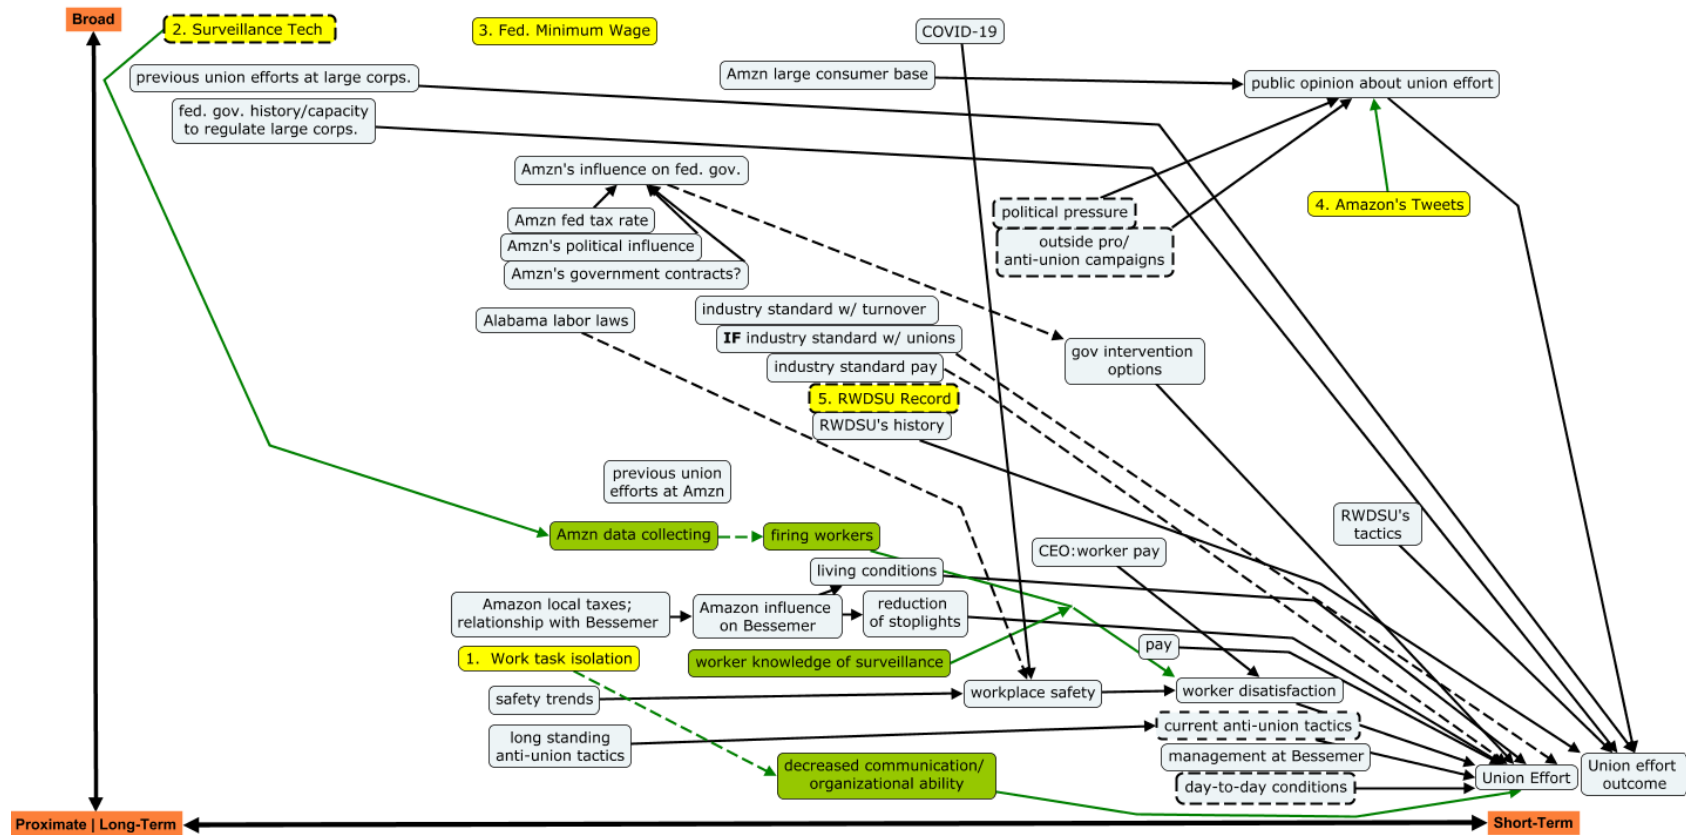 Broad
2. Surveillance Tech
3. Fed. Minimum Wage
COVID-19
previous union efforts at large corps.
Amzn large consumer base
public opinion about union effort
fed. gov. history/capacity
to regulate large corps.
Amzn's influence on fed. gov.
Amzn fed tax rate
Amzn's political influence
Amzn's government contracts?
political pressure
outside pro/
anti-union campaigns
4. Amazon's Tweets
Alabama labor laws
industry standard w/ turnover
IF industry standard w/ unions
industry standard pay
5. RWDSU Record
RWDSU's history
gov intervention
options
previous union
efforts at Amzn
RWDSU's
tactics
Amzn data collecting
firing workers
CEO:worker pay
living conditions
Amazon local taxes;
relationship with Bessemer
Amazon influence
on Bessemer
reduction
of stoplights
1. Work task isolation
worker knowledge of surveillance
pay
safety trends
workplace safety
worker disatisfaction
long standing
anti-union tactics
current anti-union tactics
management at Bessemer
day-to-day conditions
decreased communication/
organizational ability
Union Effort
Union effort
outcome
Proximate | Long-Term
Short-Term